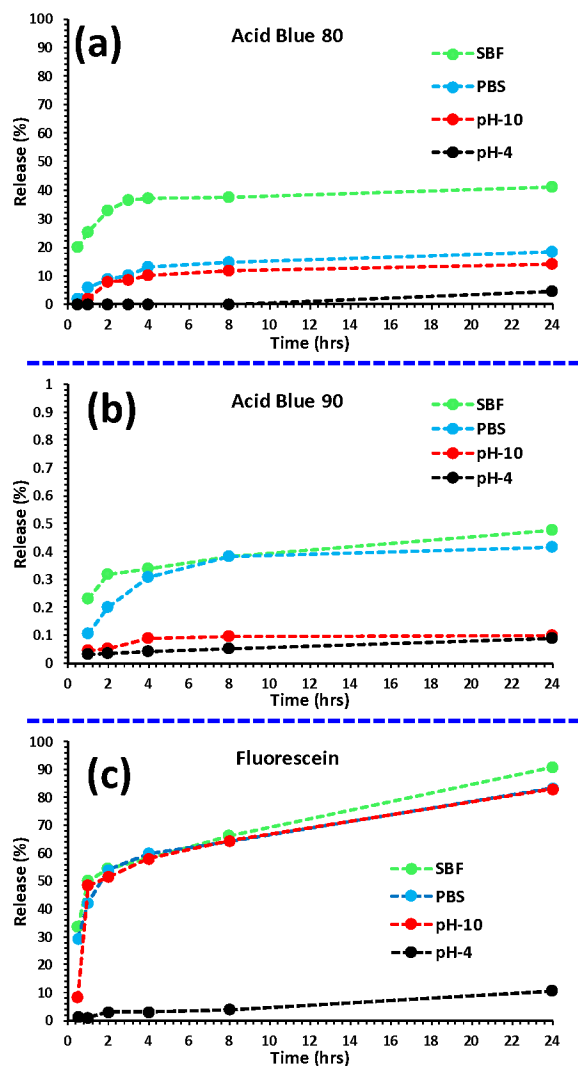 (a)
Acid Blue 80
100
90
80
70
60
50
40
30
20
10
0
Release (%)
SBF
PBS
pH-10
pH-4
0 2 4 6 8 10 12 14 16 18 20 22 24
Time (hrs)
(b)
Acid Blue 90
1
0.9
0.8
0.7
0.6
0.5
0.4
0.3
0.2
0.1
0
Release (%)
SBF
PBS
pH-10
pH-4
0 2 4 6 8 10 12 14 16 18 20 22 24
Time (hrs)
(c)
Fluorescein
100
90
80
70
60
50
40
30
20
10
0
Release (%)
SBF
PBS
pH-10
pH-4
0 2 4 6 8 10 12 14 16 18 20 22 24
Time (hrs)